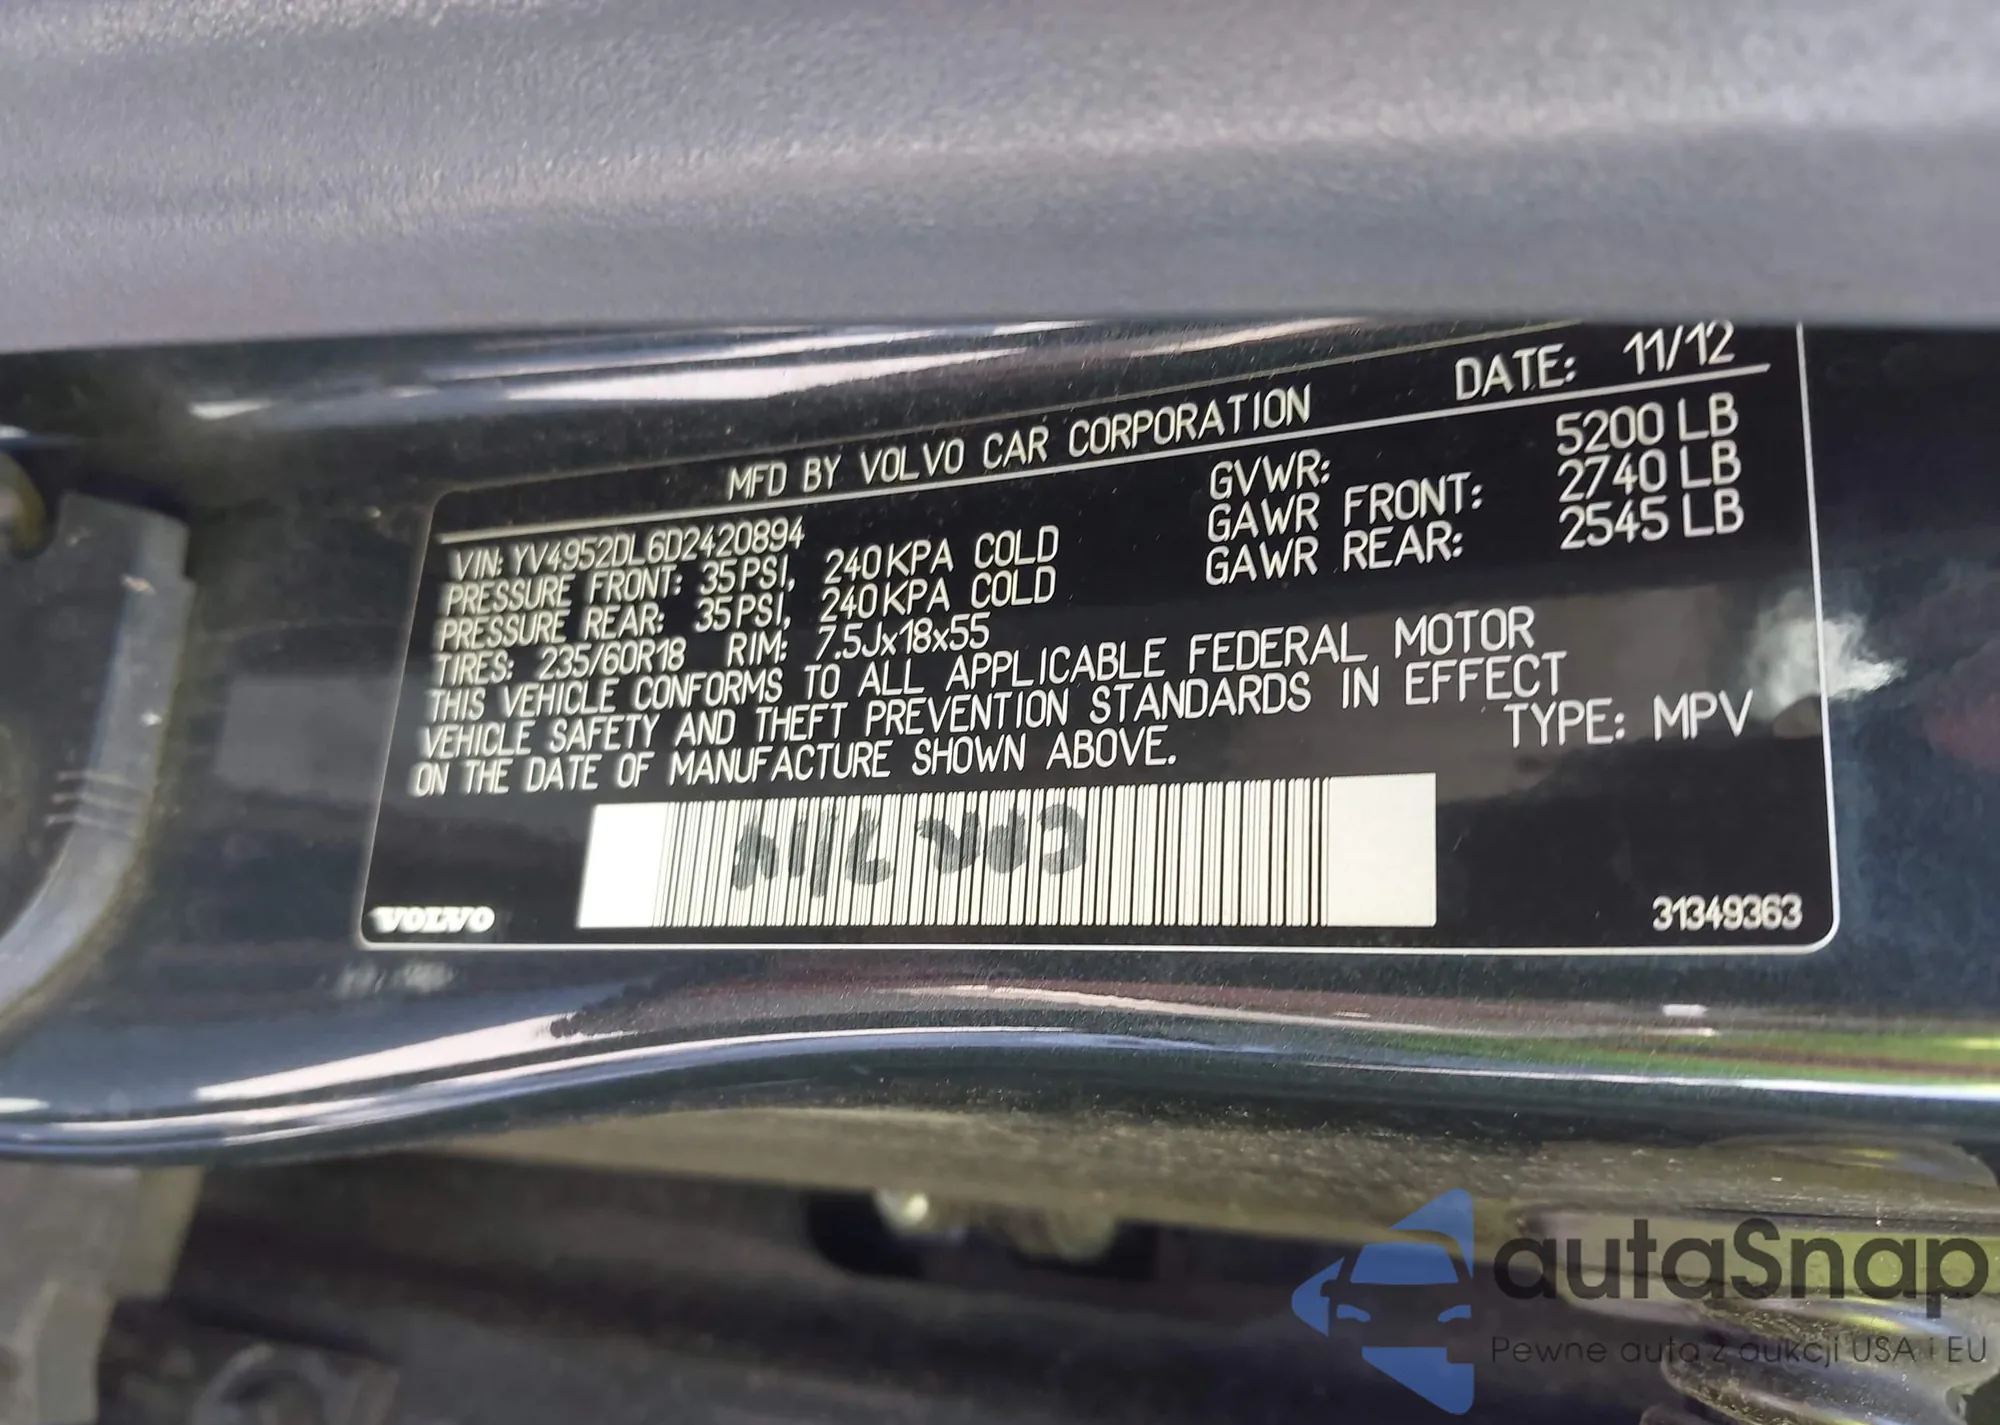 MFD BY VOLVO CAR CORPORATION DATE: 11/12
VIN: YV4952DL6D2420894 GVWR: 5200 LB
PRESSURE FRONT: 35PSI, 240KPA COLD GAWR FRONT: 2740 LB
PRESSURE REAR: 35PSI, 240KPA COLD GAWR REAR: 2545 LB
TIRES: 235/60R18 RIM: 7.5Jx18x55
THIS VEHICLE CONFORMS TO ALL APPLICABLE FEDERAL MOTOR
VEHICLE SAFETY AND THEFT PREVENTION STANDARDS IN EFFECT
ON THE DATE OF MANUFACTURE SHOWN ABOVE. TYPE: MPV
VOLVO 31349363
autaSnap
Pewne auta z aukcji USA i EU